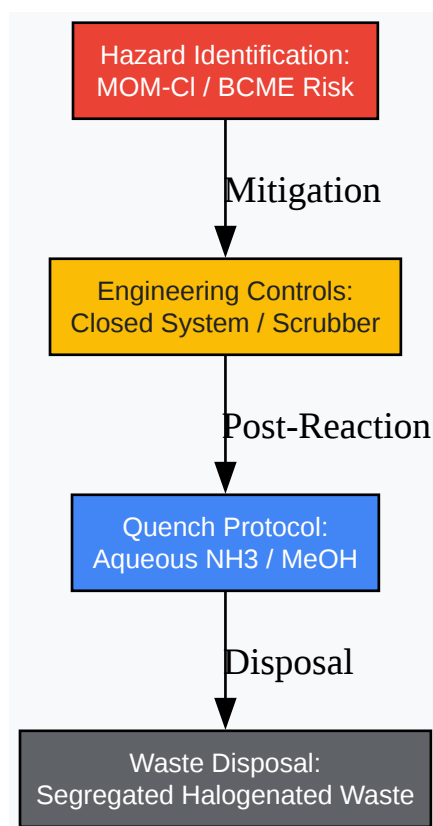 Hazard Identification:
MOM-Cl / BCME Risk
Mitigation
Engineering Controls:
Closed System / Scrubber
Post-Reaction
Quench Protocol:
Aqueous NH3 / MeOH
Disposal
Waste Disposal:
Segregated Halogenated Waste